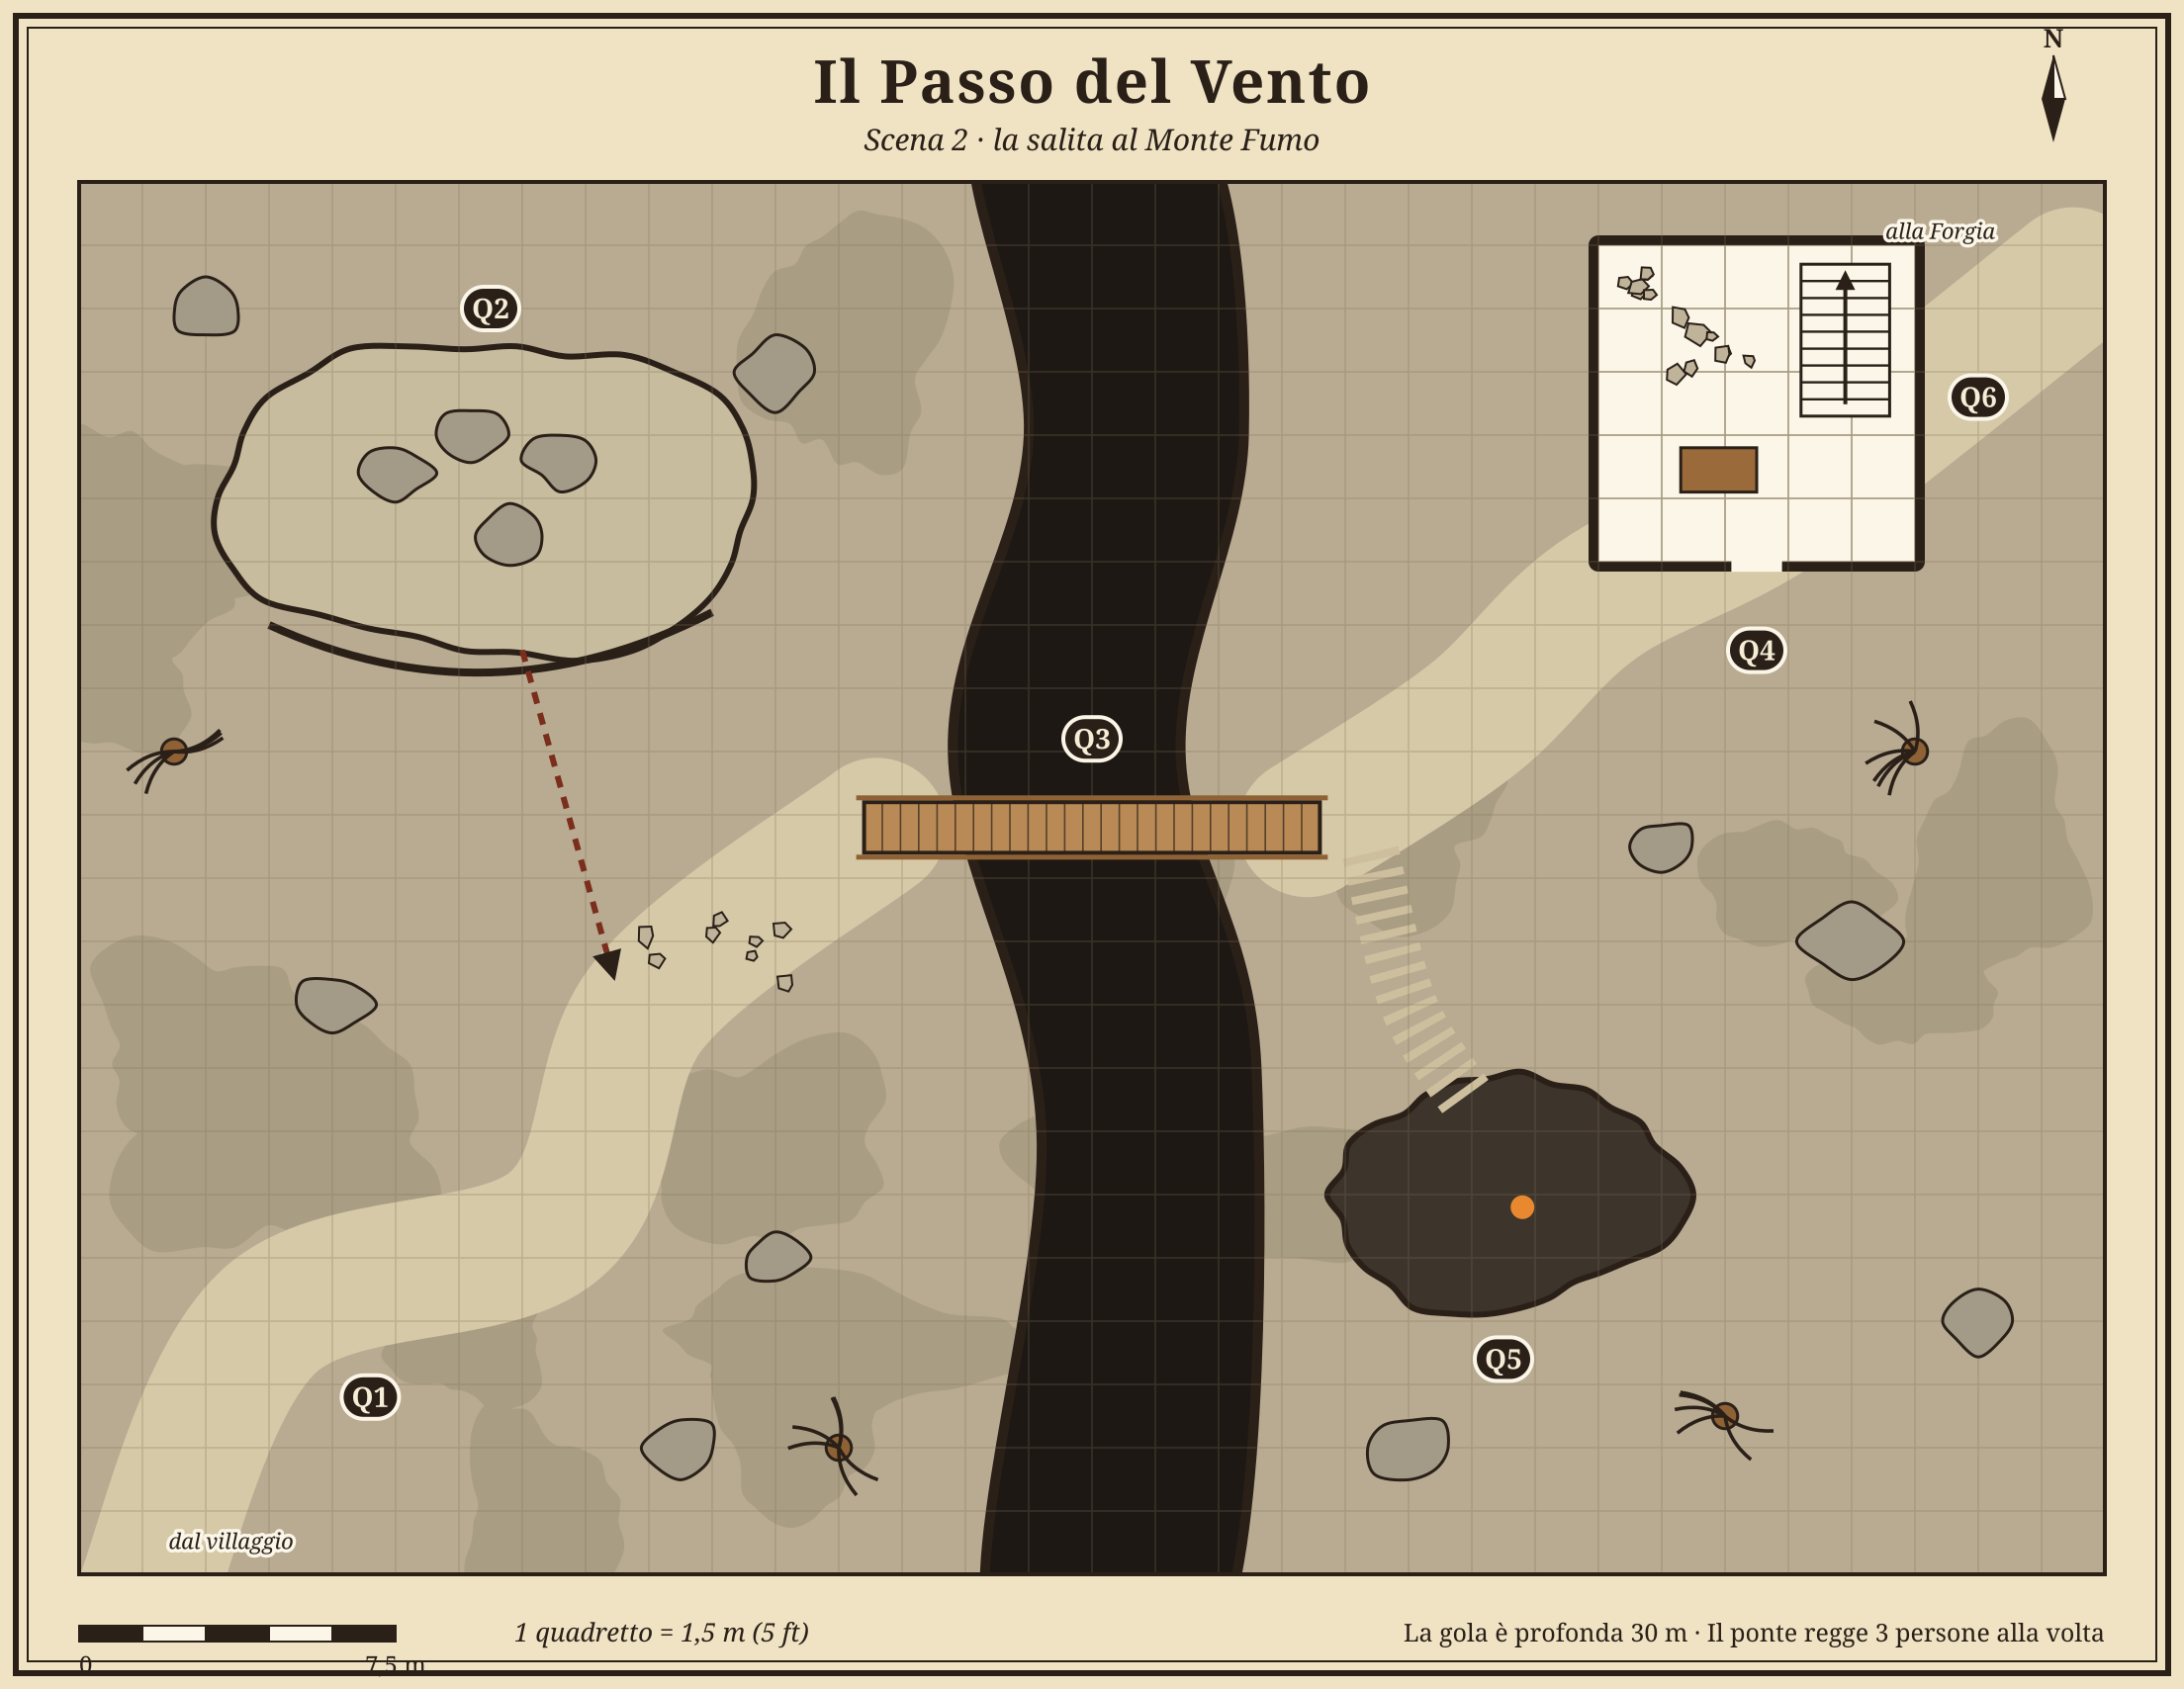 N
Il Passo del Vento
Scena 2 · la salita al Monte Fumo
alla Forgia
Q2
Q6
Q4
Q3
Q5
Q1
dal villaggio
1 quadretto = 1,5 m (5 ft)
La gola è profonda 30 m · Il ponte regge 3 persone alla volta
0
7,5 m